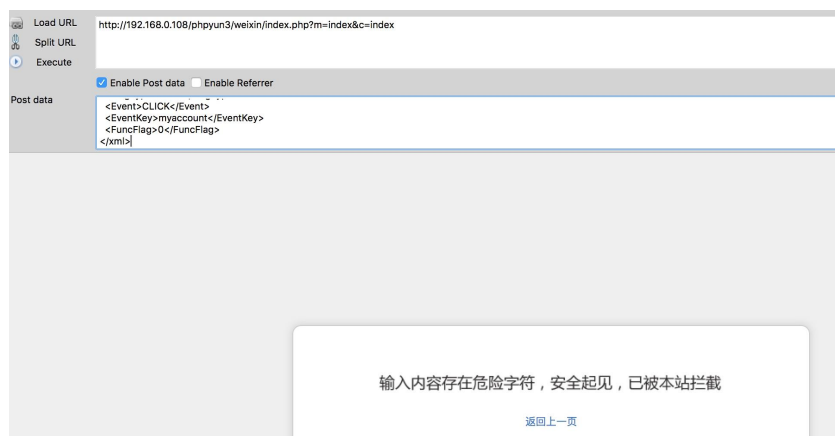 Load URL
http://192.168.0.108/phpyun3/weixin/index.php?m=index&c=index
Split URL
Execute
Enable Post data Enable Referrer
Post data
<Event>CLICK</Event>
<EventKey>myaccount</EventKey>
<FuncFlag>0</FuncFlag>
</xml>
输入内容存在危险字符，安全起见，已被本站拦截
返回上一页